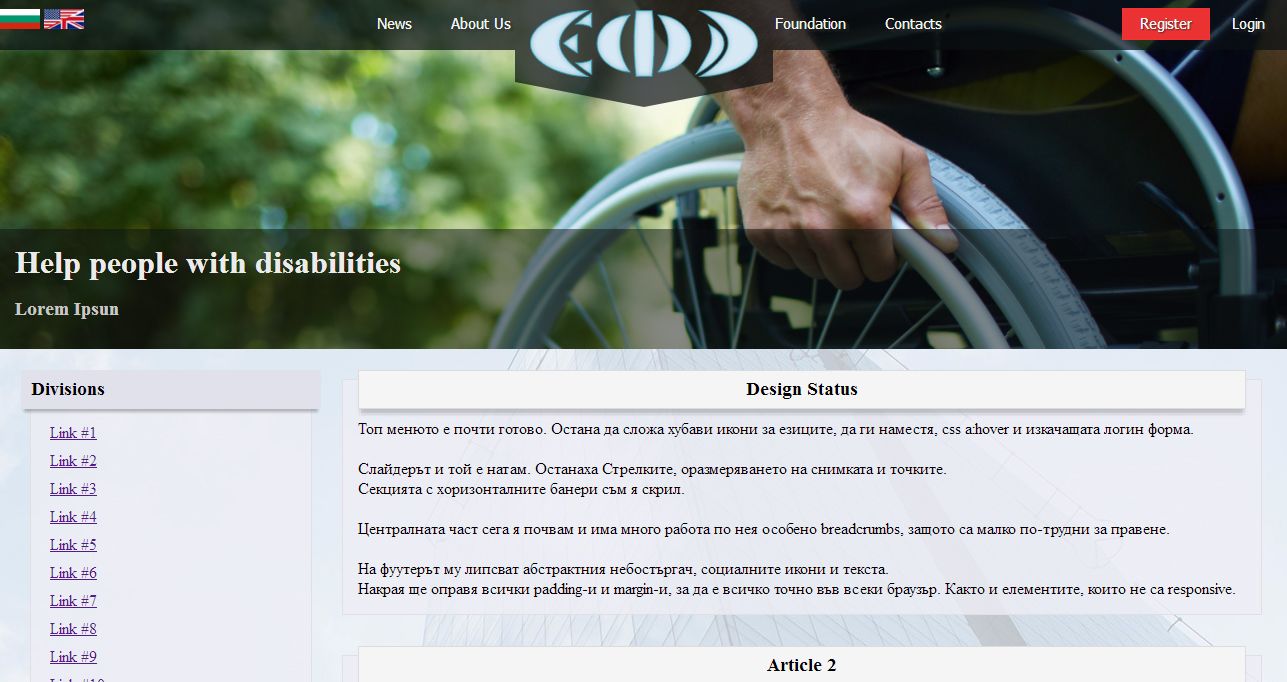 News
About Us
ЕФД
Foundation
Contacts
Register
Login
Help people with disabilities
Lorem Ipsun
Divisions
Link #1
Link #2
Link #3
Link #4
Link #5
Link #6
Link #7
Link #8
Link #9
Link #10
Design Status
Топ менюто е почти готово. Остана да сложа хубави икони за езиците, да ги наместя, css a:hover и изкачащата логин форма.
Слайдерът и той е натам. Останаха Стрелките, оразмеряването на снимката и точките.
Секцията с хоризонталните банери съм я скрил.
Централната част сега я почвам и има много работа по нея особено breadcrumbs, защото са малко по-трудни за правене.
На фуутерът му липсват абстрактния небостъргач, социалните икони и текста.
Накрая ще оправя всички padding-и и margin-и, за да е всичко точно във всеки браузър. Както и елементите, които не са responsive.
Article 2